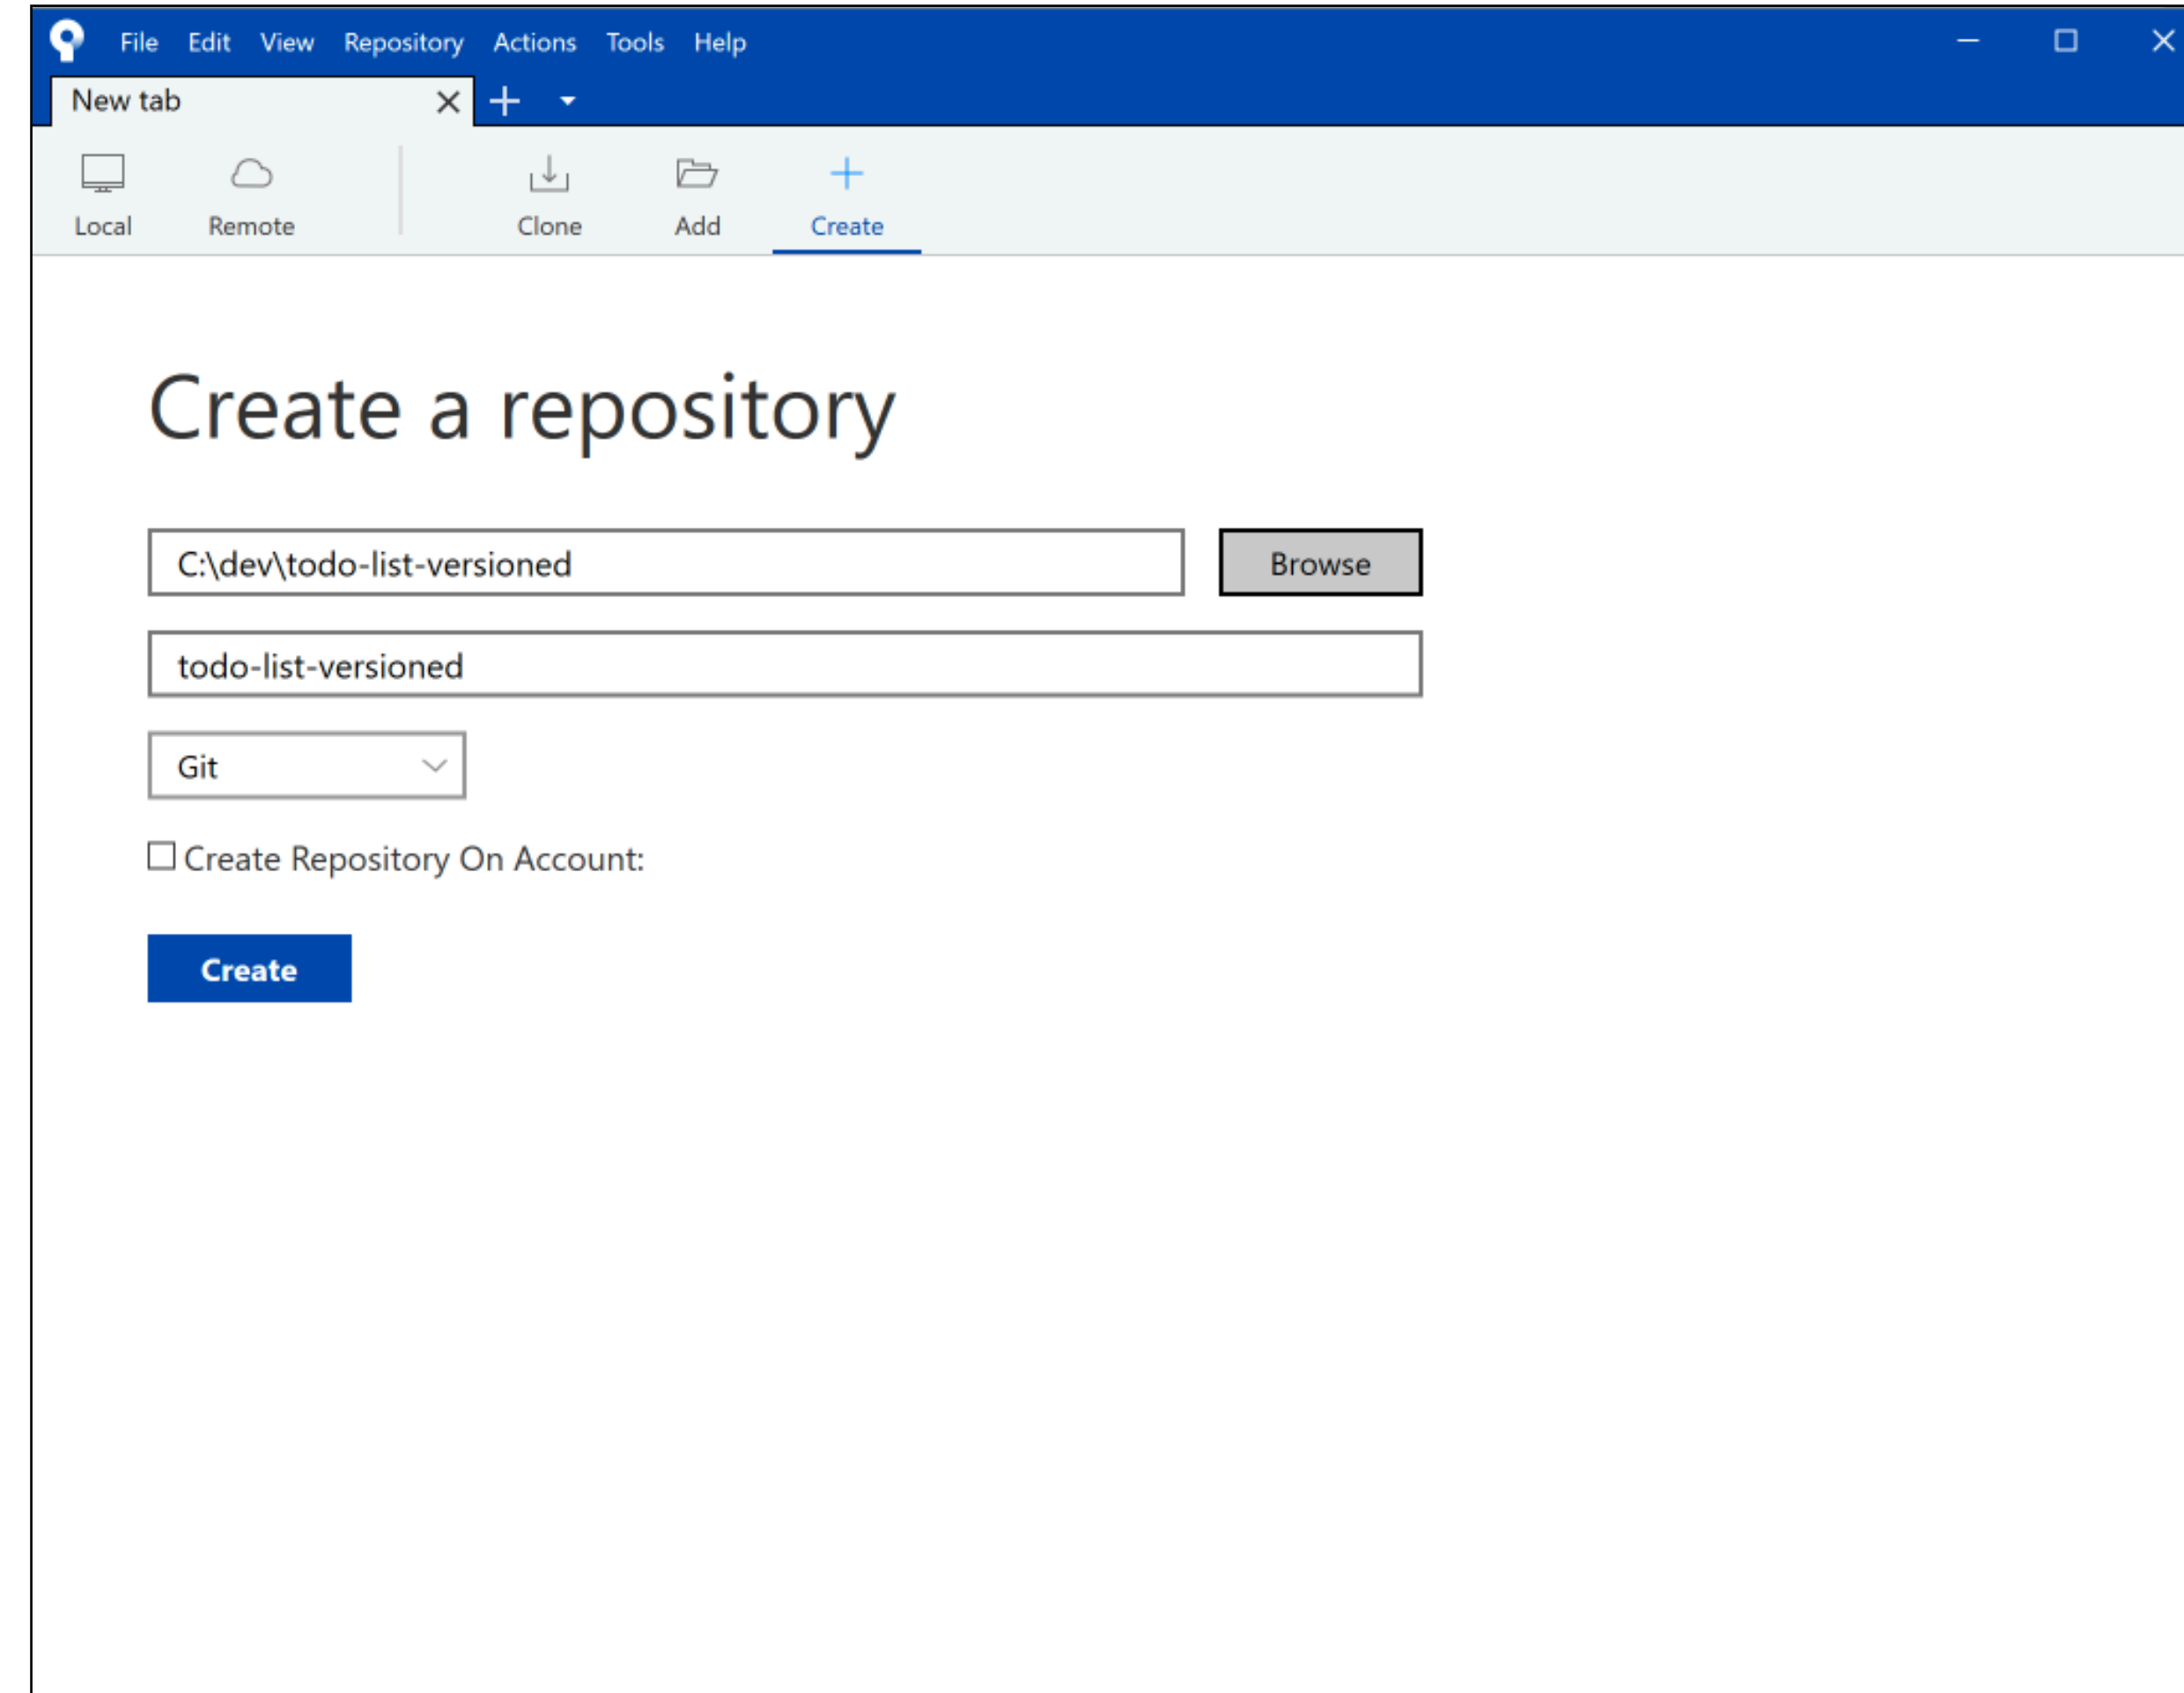 File Edit View Repository Actions Tools Help
New tab
Local Remote Clone Add Create
Create a repository
C:\dev\todo-list-versioned Browse
todo-list-versioned
Git
Create Repository On Account:
Create